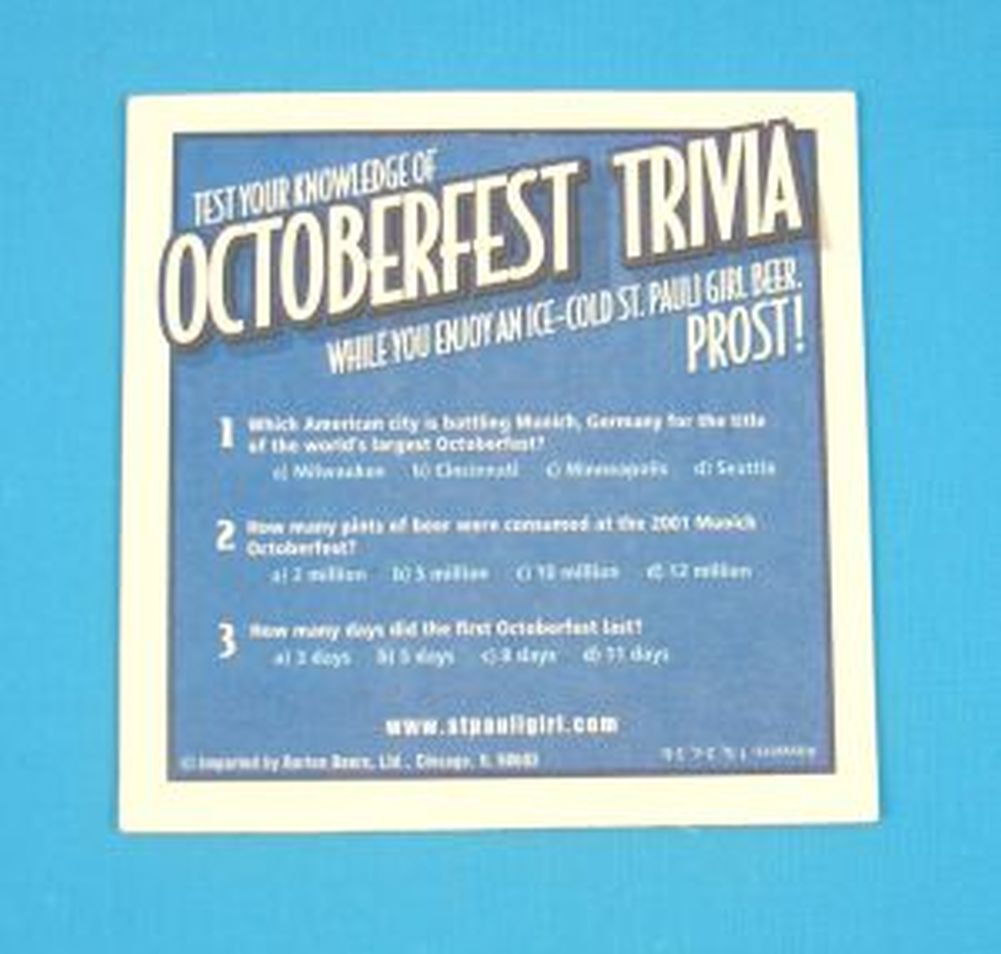 TEST YOUR KNOWLEDGE OF
OCTOBERFEST TRIVIA
WHILE YOU ENJOY AN ICE-COLD ST. PAULI GIRL BEER.
PROST!
1 Which American city is battling Munich, Germany for the title
of the world's largest Octoberfest?
a) Milwaukee b) Cincinnati c) Minneapolis d) Seattle
2 How many pints of beer were consumed at the 2001 Munich
Octoberfest?
a) 2 million b) 5 million c) 10 million d) 12 million
3 How many days did the first Octoberfest last?
a) 3 days b) 5 days c) 8 days d) 11 days
www.stpauligirl.com
© Imported by Barton Beers, Ltd., Chicago, IL 60603